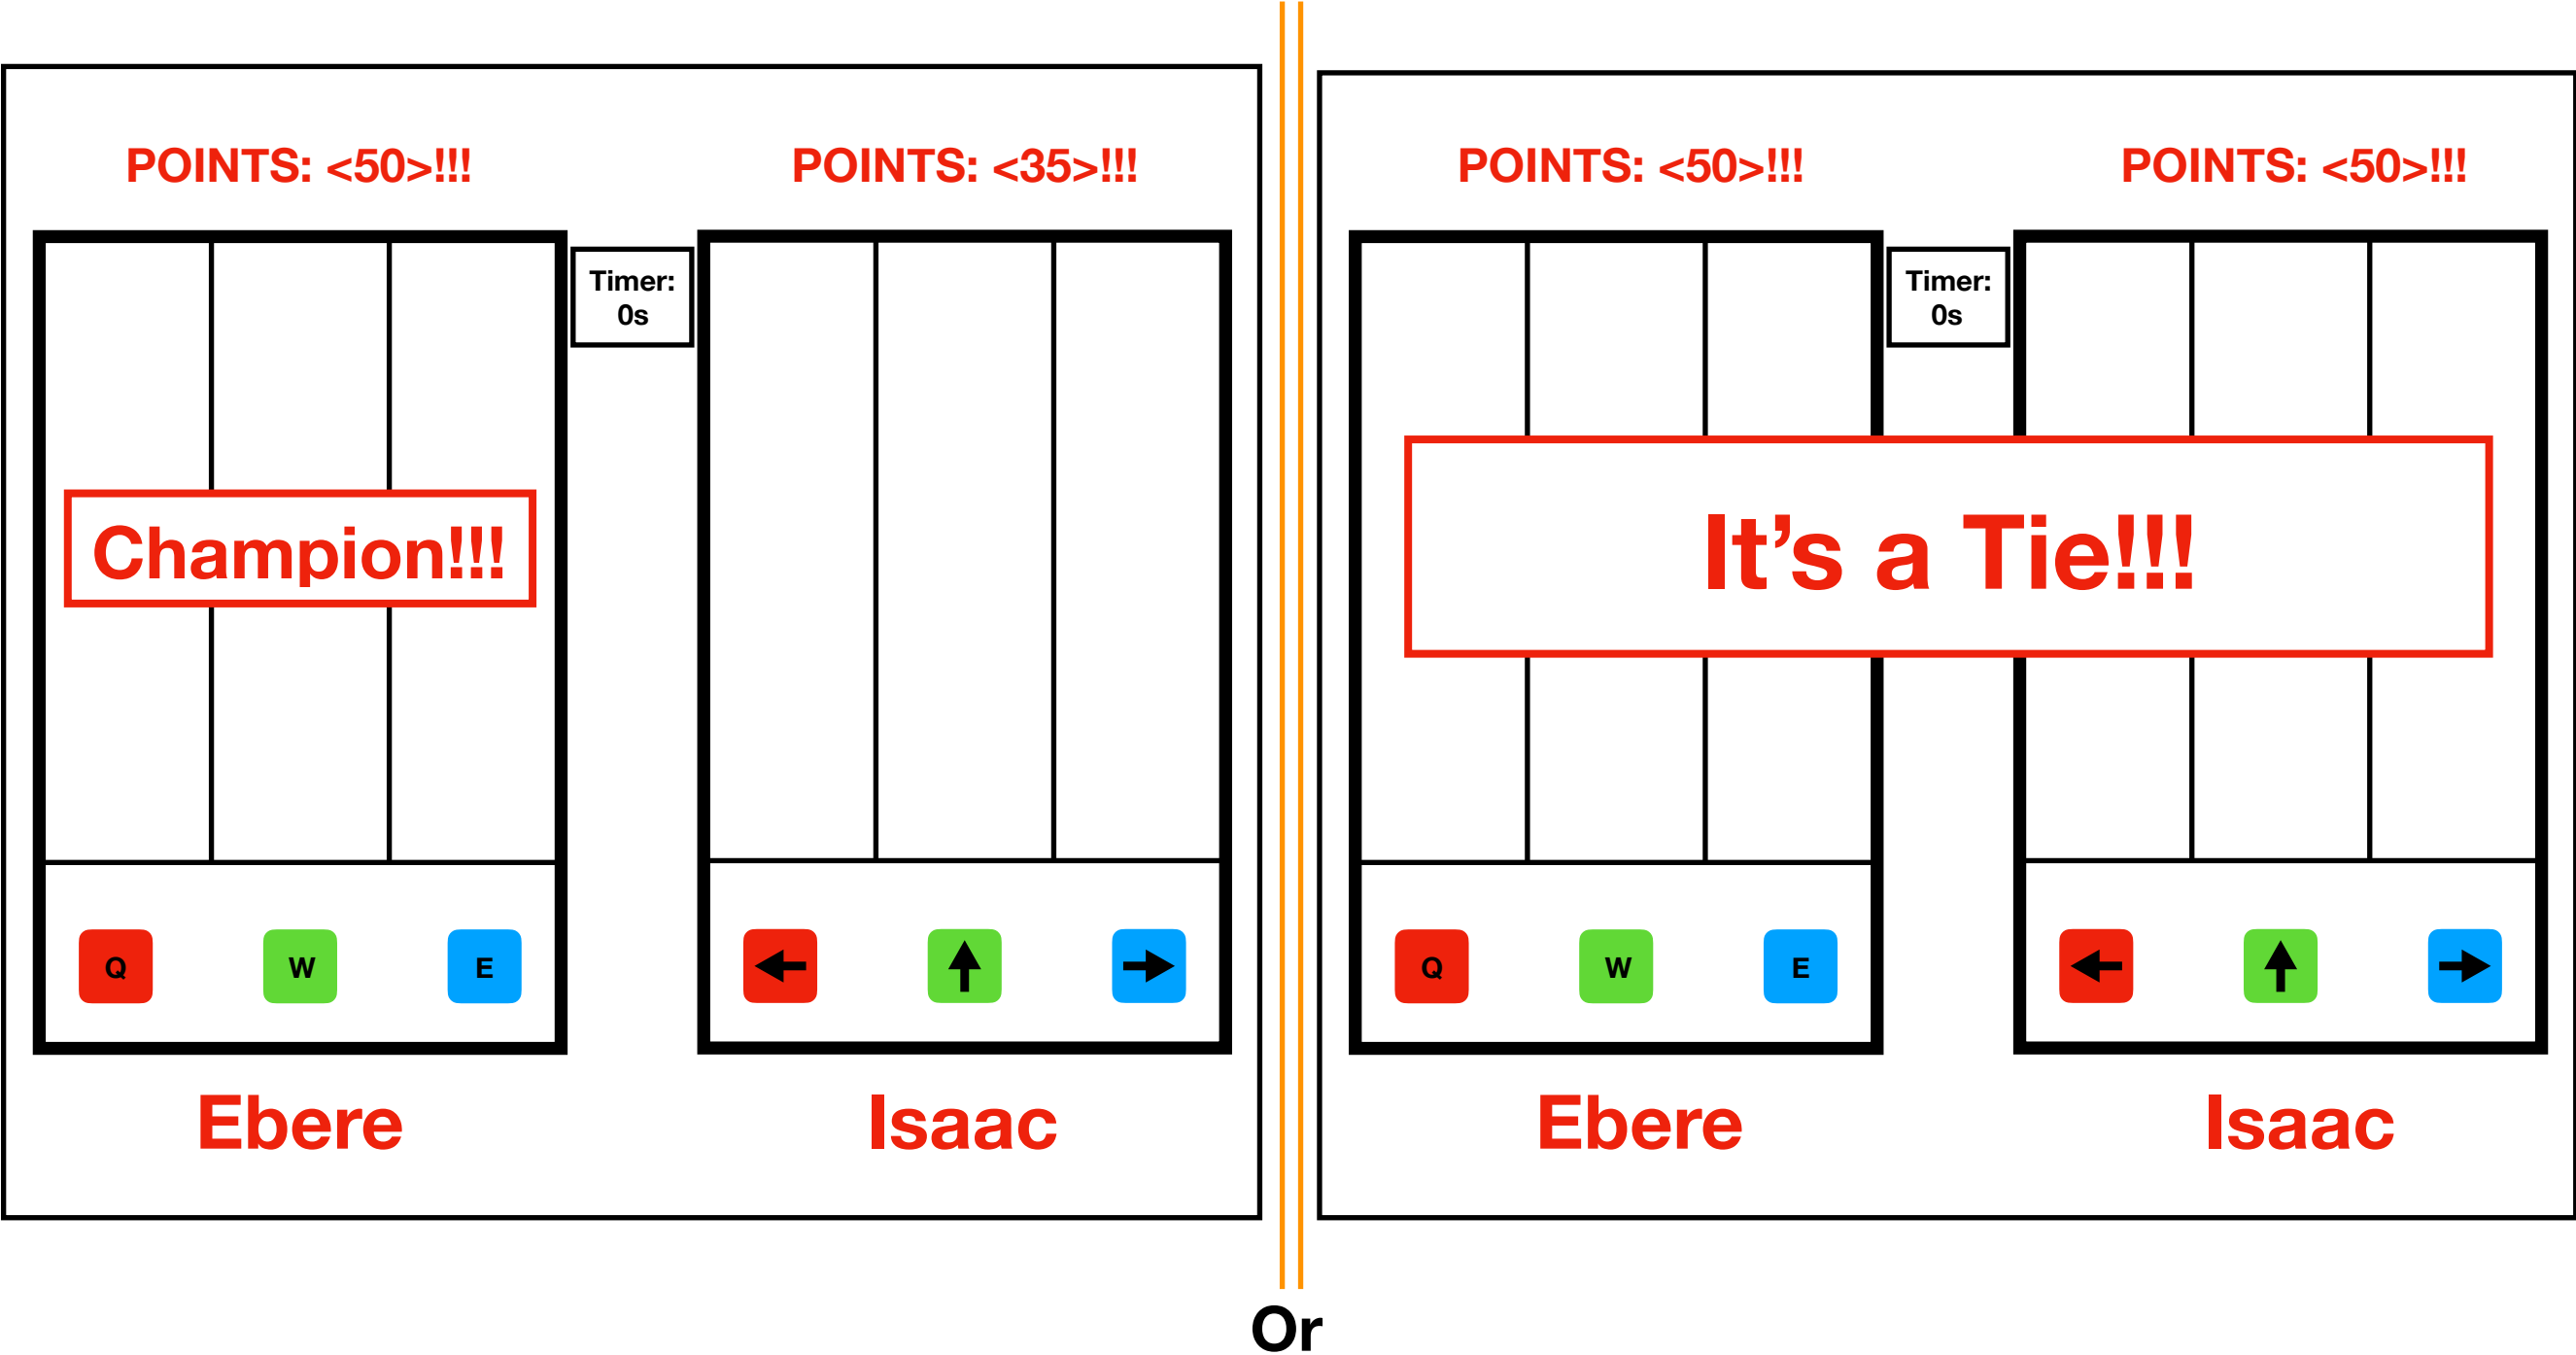 POINTS: <50>!!!
POINTS: <35>!!!
Timer:
0s
Champion!!!
Q
W
E
Ebere
Isaac
POINTS: <50>!!!
POINTS: <50>!!!
Timer:
0s
It’s a Tie!!!
Q
W
E
Ebere
Isaac
Or